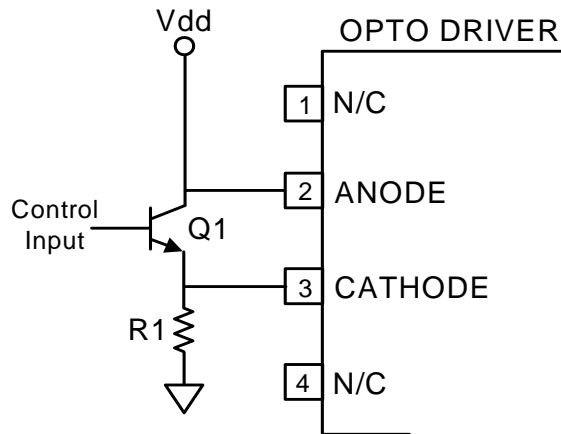 Vdd
OPTO DRIVER
1 N/C
2 ANODE
Control
Input
Q1
3 CATHODE
R1
4 N/C